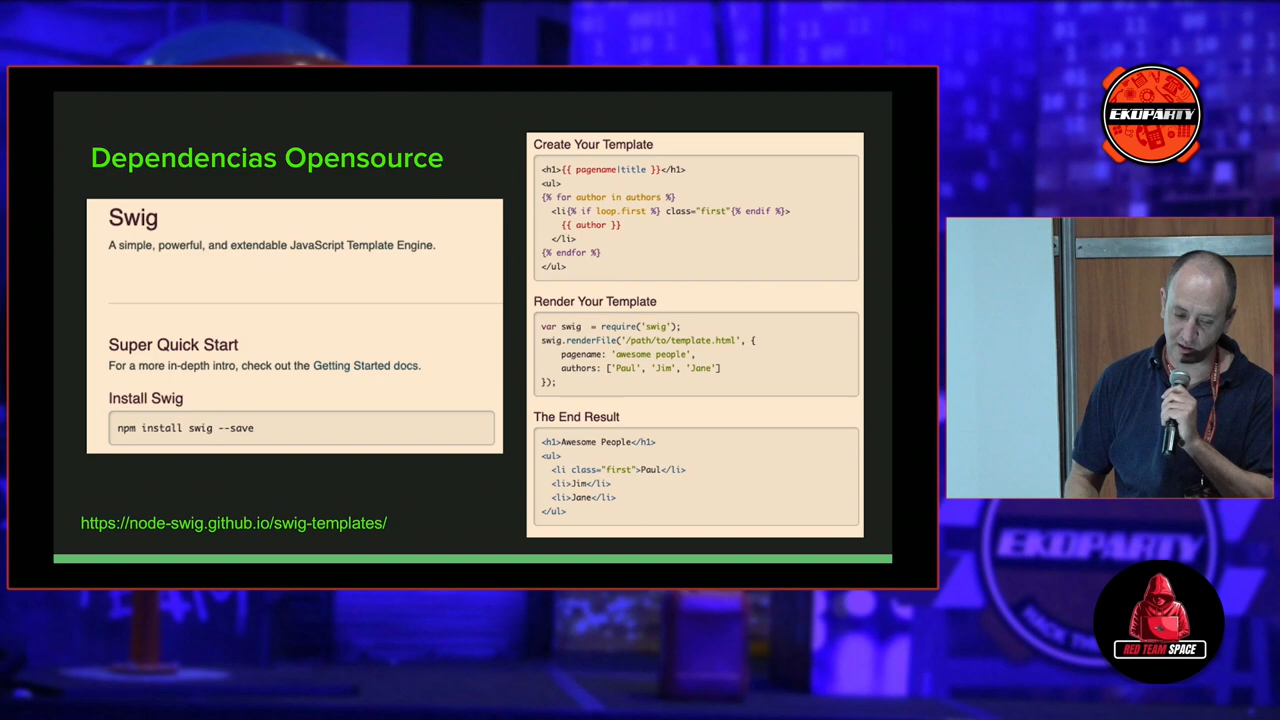 Dependencias Opensource
Swig
A simple, powerful, and extendable JavaScript Template Engine.
Super Quick Start
For a more in-depth intro, check out the Getting Started docs.
Install Swig
npm install swig --save
https://node-swig.github.io/swig-templates/
Create Your Template
<h1>{{ pagename|title }}</h1>
<ul>
{% for author in authors %}
<li{% if loop.first %} class="first"{% endif %}>
{{ author }}
</li>
{% endfor %}
</ul>
Render Your Template
var swig  = require('swig');
swig.renderFile('/path/to/template.html', {
pagename: 'awesome people',
authors: ['Paul', 'Jim', 'Jane']
});
The End Result
<h1>Awesome People</h1>
<ul>
<li class="first">Paul</li>
<li>Jim</li>
<li>Jane</li>
</ul>
EKOPARTY
EKOPARTY
RED TEAM SPACE